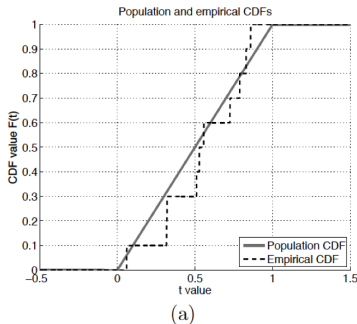 Population and empirical CDFs
1
0.9
0.8
0.7
0.6
0.5
0.4
0.3
0.2
0.1
0
CDF value F(t)
Population CDF
Empirical CDF
-0.5 0 0.5 1 1.5
t value
(a)